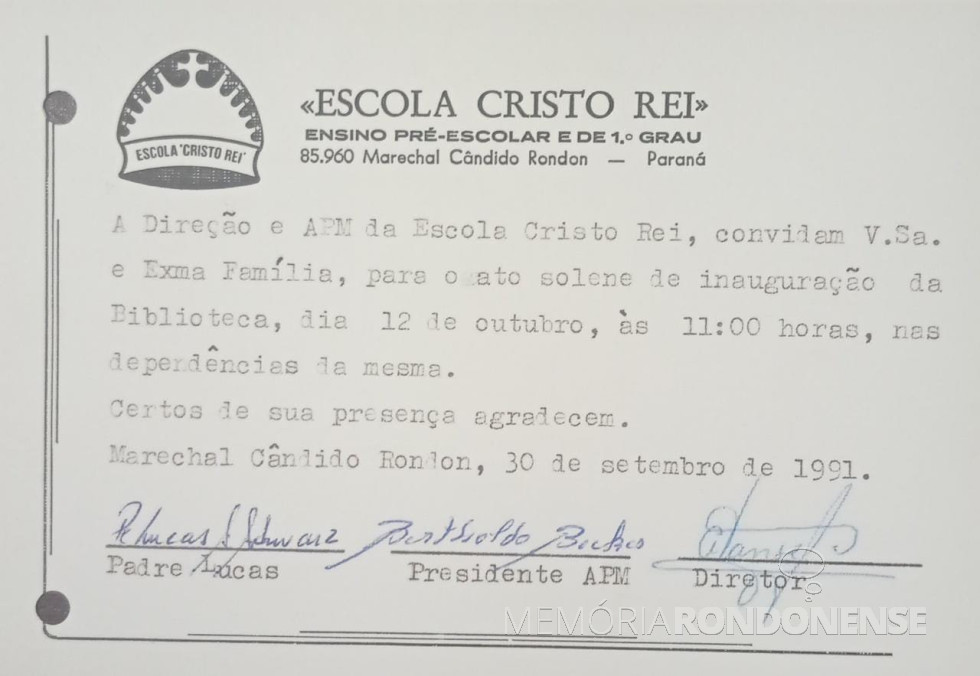 ESCOLA "CRISTO REI"
«ESCOLA CRISTO REI»
ENSINO PRÉ-ESCOLAR E DE 1.º GRAU
85.960 Marechal Cândido Rondon — Paraná
A Direção e APM da Escola Cristo Rei, convidam V.Sa.
e Exma Família, para o ato solene de inauguração da
Biblioteca, dia 12 de outubro, às 11:00 horas, nas
dependências da mesma.
Certos de sua presença agradecem.
Marechal Cândido Rondon, 30 de setembro de 1991.
Pe Lucas Schwarz
Padre Lucas Presidente APM Diretor
MEMÓRIARONDONENSE